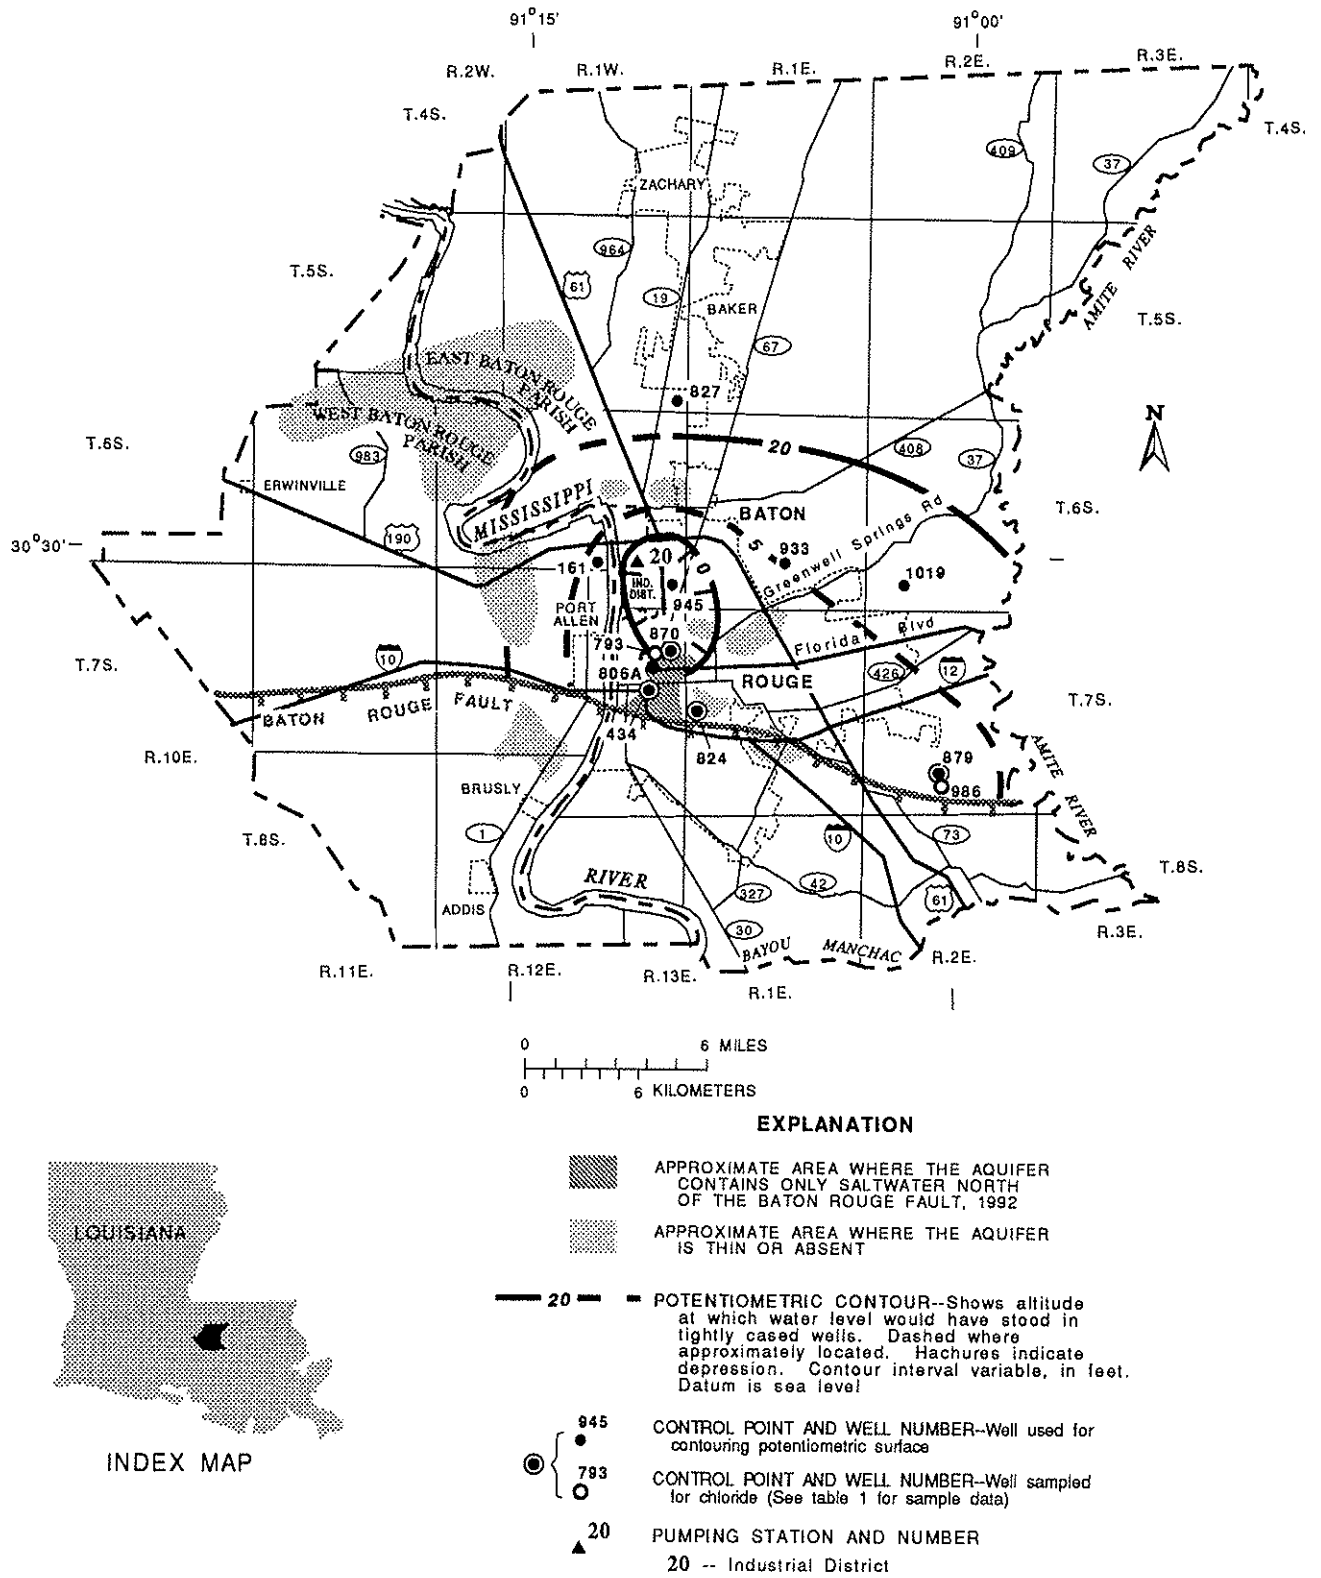 91°15'
91°00'
R.2W.
R.1W.
R.1E.
R.2E.
R.3E.
T.4S.
T.4S.
409
37
ZACHARY
964
T.5S.
61
19
BAKER
AMITE RIVER
T.5S.
67
EAST BATON ROUGE
PARISH
827
WEST BATON ROUGE
PARISH
N
T.6S.
20
408
983
37
ERWINVILLE
MISSISSIPPI
BATON
T.6S.
30°30'
190
5
933
Greenwell Springs Rd
161
20
0
1019
IND.
DIST.
945
PORT
ALLEN
870
793
Florida Blvd
T.7S.
10
806A
ROUGE
426
12
BATON ROUGE FAULT
T.7S.
434
824
R.10E.
879
AMITE RIVER
986
BRUSLY
T.8S.
1
10
73
T.8S.
RIVER
42
327
61
ADDIS
30
BAYOU MANCHAC
R.3E.
R.11E.
R.12E.
R.13E.
R.2E.
R.1E.
0 6 MILES
0 6 KILOMETERS
EXPLANATION
APPROXIMATE AREA WHERE THE AQUIFER
CONTAINS ONLY SALTWATER NORTH
OF THE BATON ROUGE FAULT, 1992
APPROXIMATE AREA WHERE THE AQUIFER
IS THIN OR ABSENT
20 POTENTIOMETRIC CONTOUR--Shows altitude
at which water level would have stood in
tightly cased wells. Dashed where
approximately located. Hachures indicate
depression. Contour interval variable, in feet.
Datum is sea level
945 CONTROL POINT AND WELL NUMBER--Well used for
contouring potentiometric surface
793 CONTROL POINT AND WELL NUMBER--Well sampled
for chloride (See table 1 for sample data)
20 PUMPING STATION AND NUMBER
20 -- Industrial District
LOUISIANA
INDEX MAP